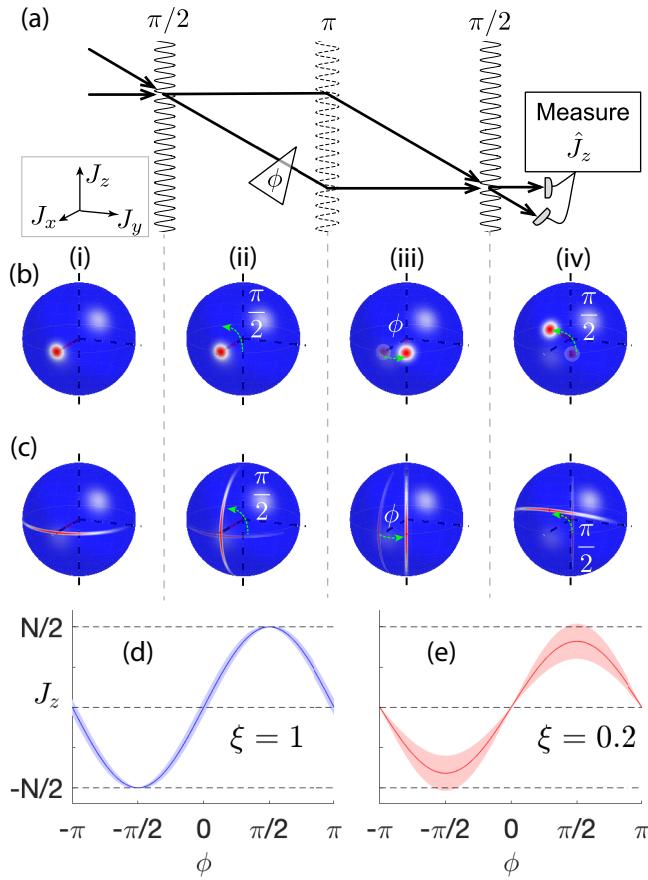 (a)
π/2 π π/2
Measure
Ĵz
ϕ
Jz
Jx Jy
(i) (ii) (iii) (iv)
(b)
π/2 ϕ π/2
(c)
π/2 ϕ π/2
N/2 (d) (e)
Jz
ξ = 1 ξ = 0.2
-N/2
-π -π/2 0 π/2 π -π -π/2 0 π/2 π
ϕ ϕ